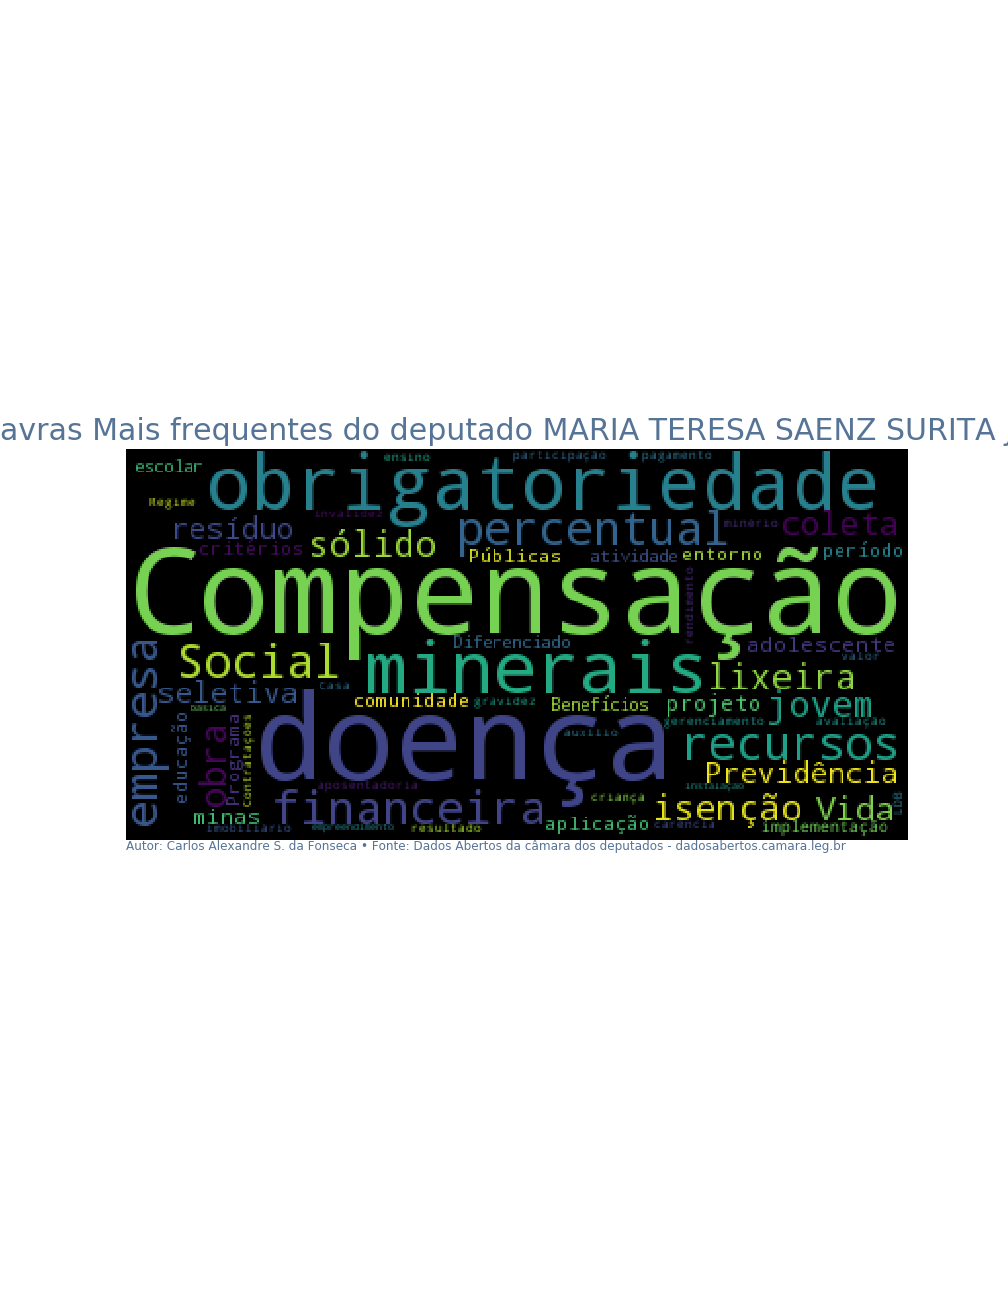 avras Mais frequentes do deputado MARIA TERESA SAENZ SURITA J
escolar
ensino
participação
pagamento
obrigatoriedade
Regime
invalidez
resíduo
percentual
minério
coleta
critérios
sólido
Públicas
atividade
entorno
período
Compensação
rendimento
Diferenciado
adolescente
valor
Social
minerais
lixeira
empresa
seletiva
Casa
comunidade
grávidez
Benefícios
projeto
jovem
básica
gerenciamento
avaliação
educação
obra
Programa
Contratações
doença
auxílio
recursos
Previdência
aposentadoria
instalação
criança
financeira
isenção
Vida
LDB
minas
imobiliário
empreendimento
resultado
aplicação
carência
implementação
Autor: Carlos Alexandre S. da Fonseca • Fonte: Dados Abertos da câmara dos deputados - dadosabertos.camara.leg.br